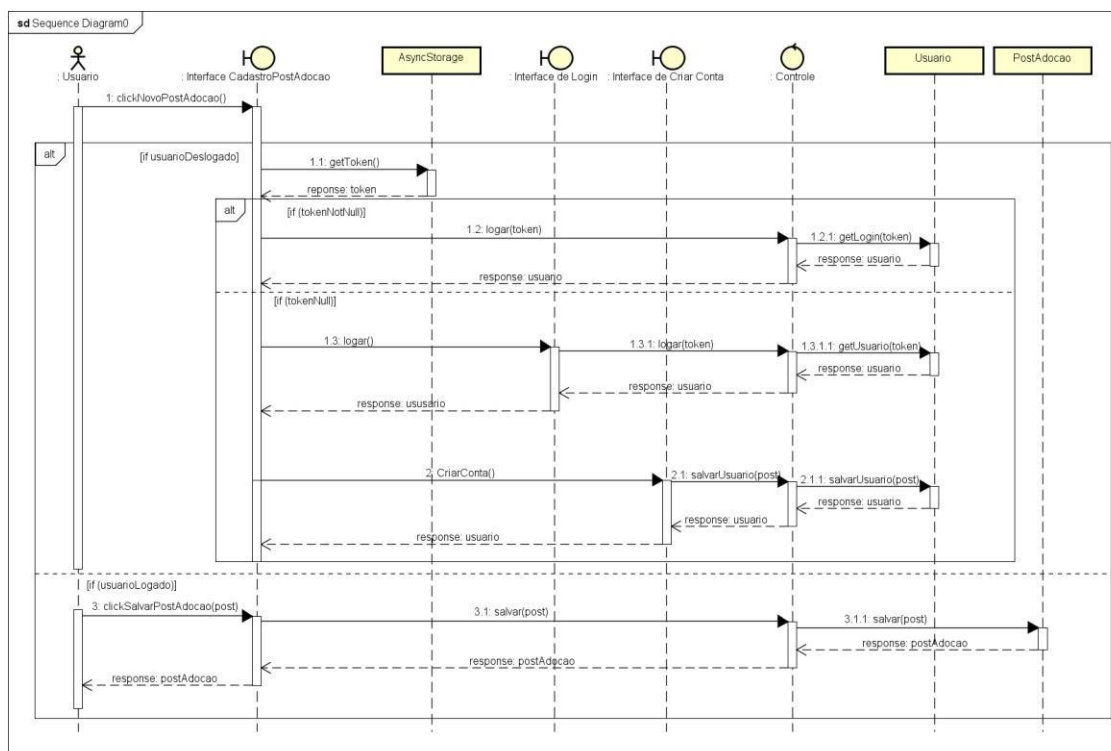 sd Sequence Diagram0
: Usuario
: Interface CadastroPostAdocao
AsyncStorage
: Interface de Login
: Interface de Criar Conta
: Controle
Usuario
PostAdocao
1: clickNovoPostAdocao()
alt
[if usuarioDeslogado]
1.1: getToken()
reponse: token
alt
[if (tokenNotNull)]
1.2: logar(token)
1.2.1: getLogin(token)
response: usuario
response: usuario
[if (tokenNull)]
1.3: logar()
1.3.1: logar(token)
1.3.1.1: getUsuario(token)
response: usuario
response: usuario
response: ususario
2: CriarConta()
2.1: salvarUsuario(post)
2.1.1: salvarUsuario(post)
response: usuario
response: usuario
response: usuario
[if (usuarioLogado)]
3: clickSalvarPostAdocao(post)
3.1: salvar(post)
3.1.1: salvar(post)
response: postAdocao
response: postAdocao
response: postAdocao